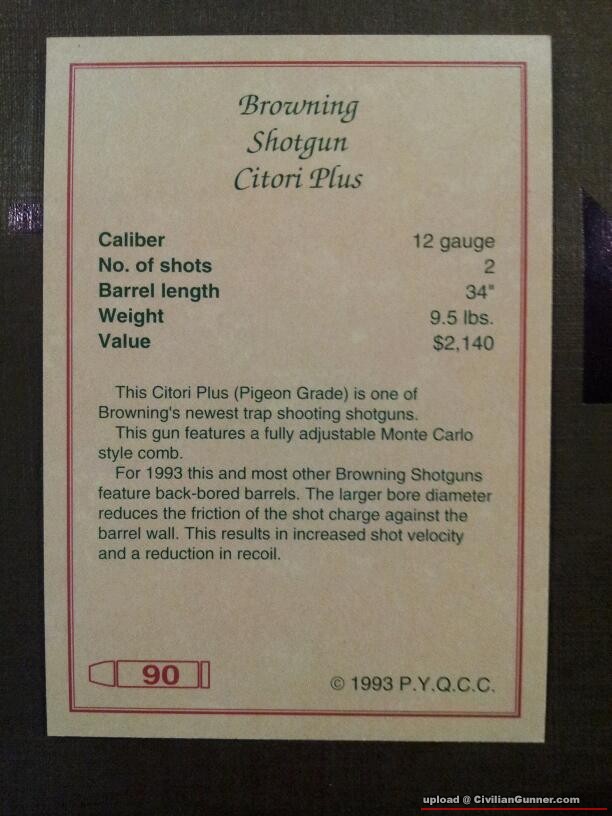 Browning
Shotgun
Citori Plus
Caliber 12 gauge
No. of shots 2
Barrel length 34"
Weight 9.5 lbs.
Value $2,140
This Citori Plus (Pigeon Grade) is one of
Browning's newest trap shooting shotguns.
This gun features a fully adjustable Monte Carlo
style comb.
For 1993 this and most other Browning Shotguns
feature back-bored barrels. The larger bore diameter
reduces the friction of the shot charge against the
barrel wall. This results in increased shot velocity
and a reduction in recoil.
90
© 1993 P.Y.Q.C.C.
upload @ CivilianGunner.com